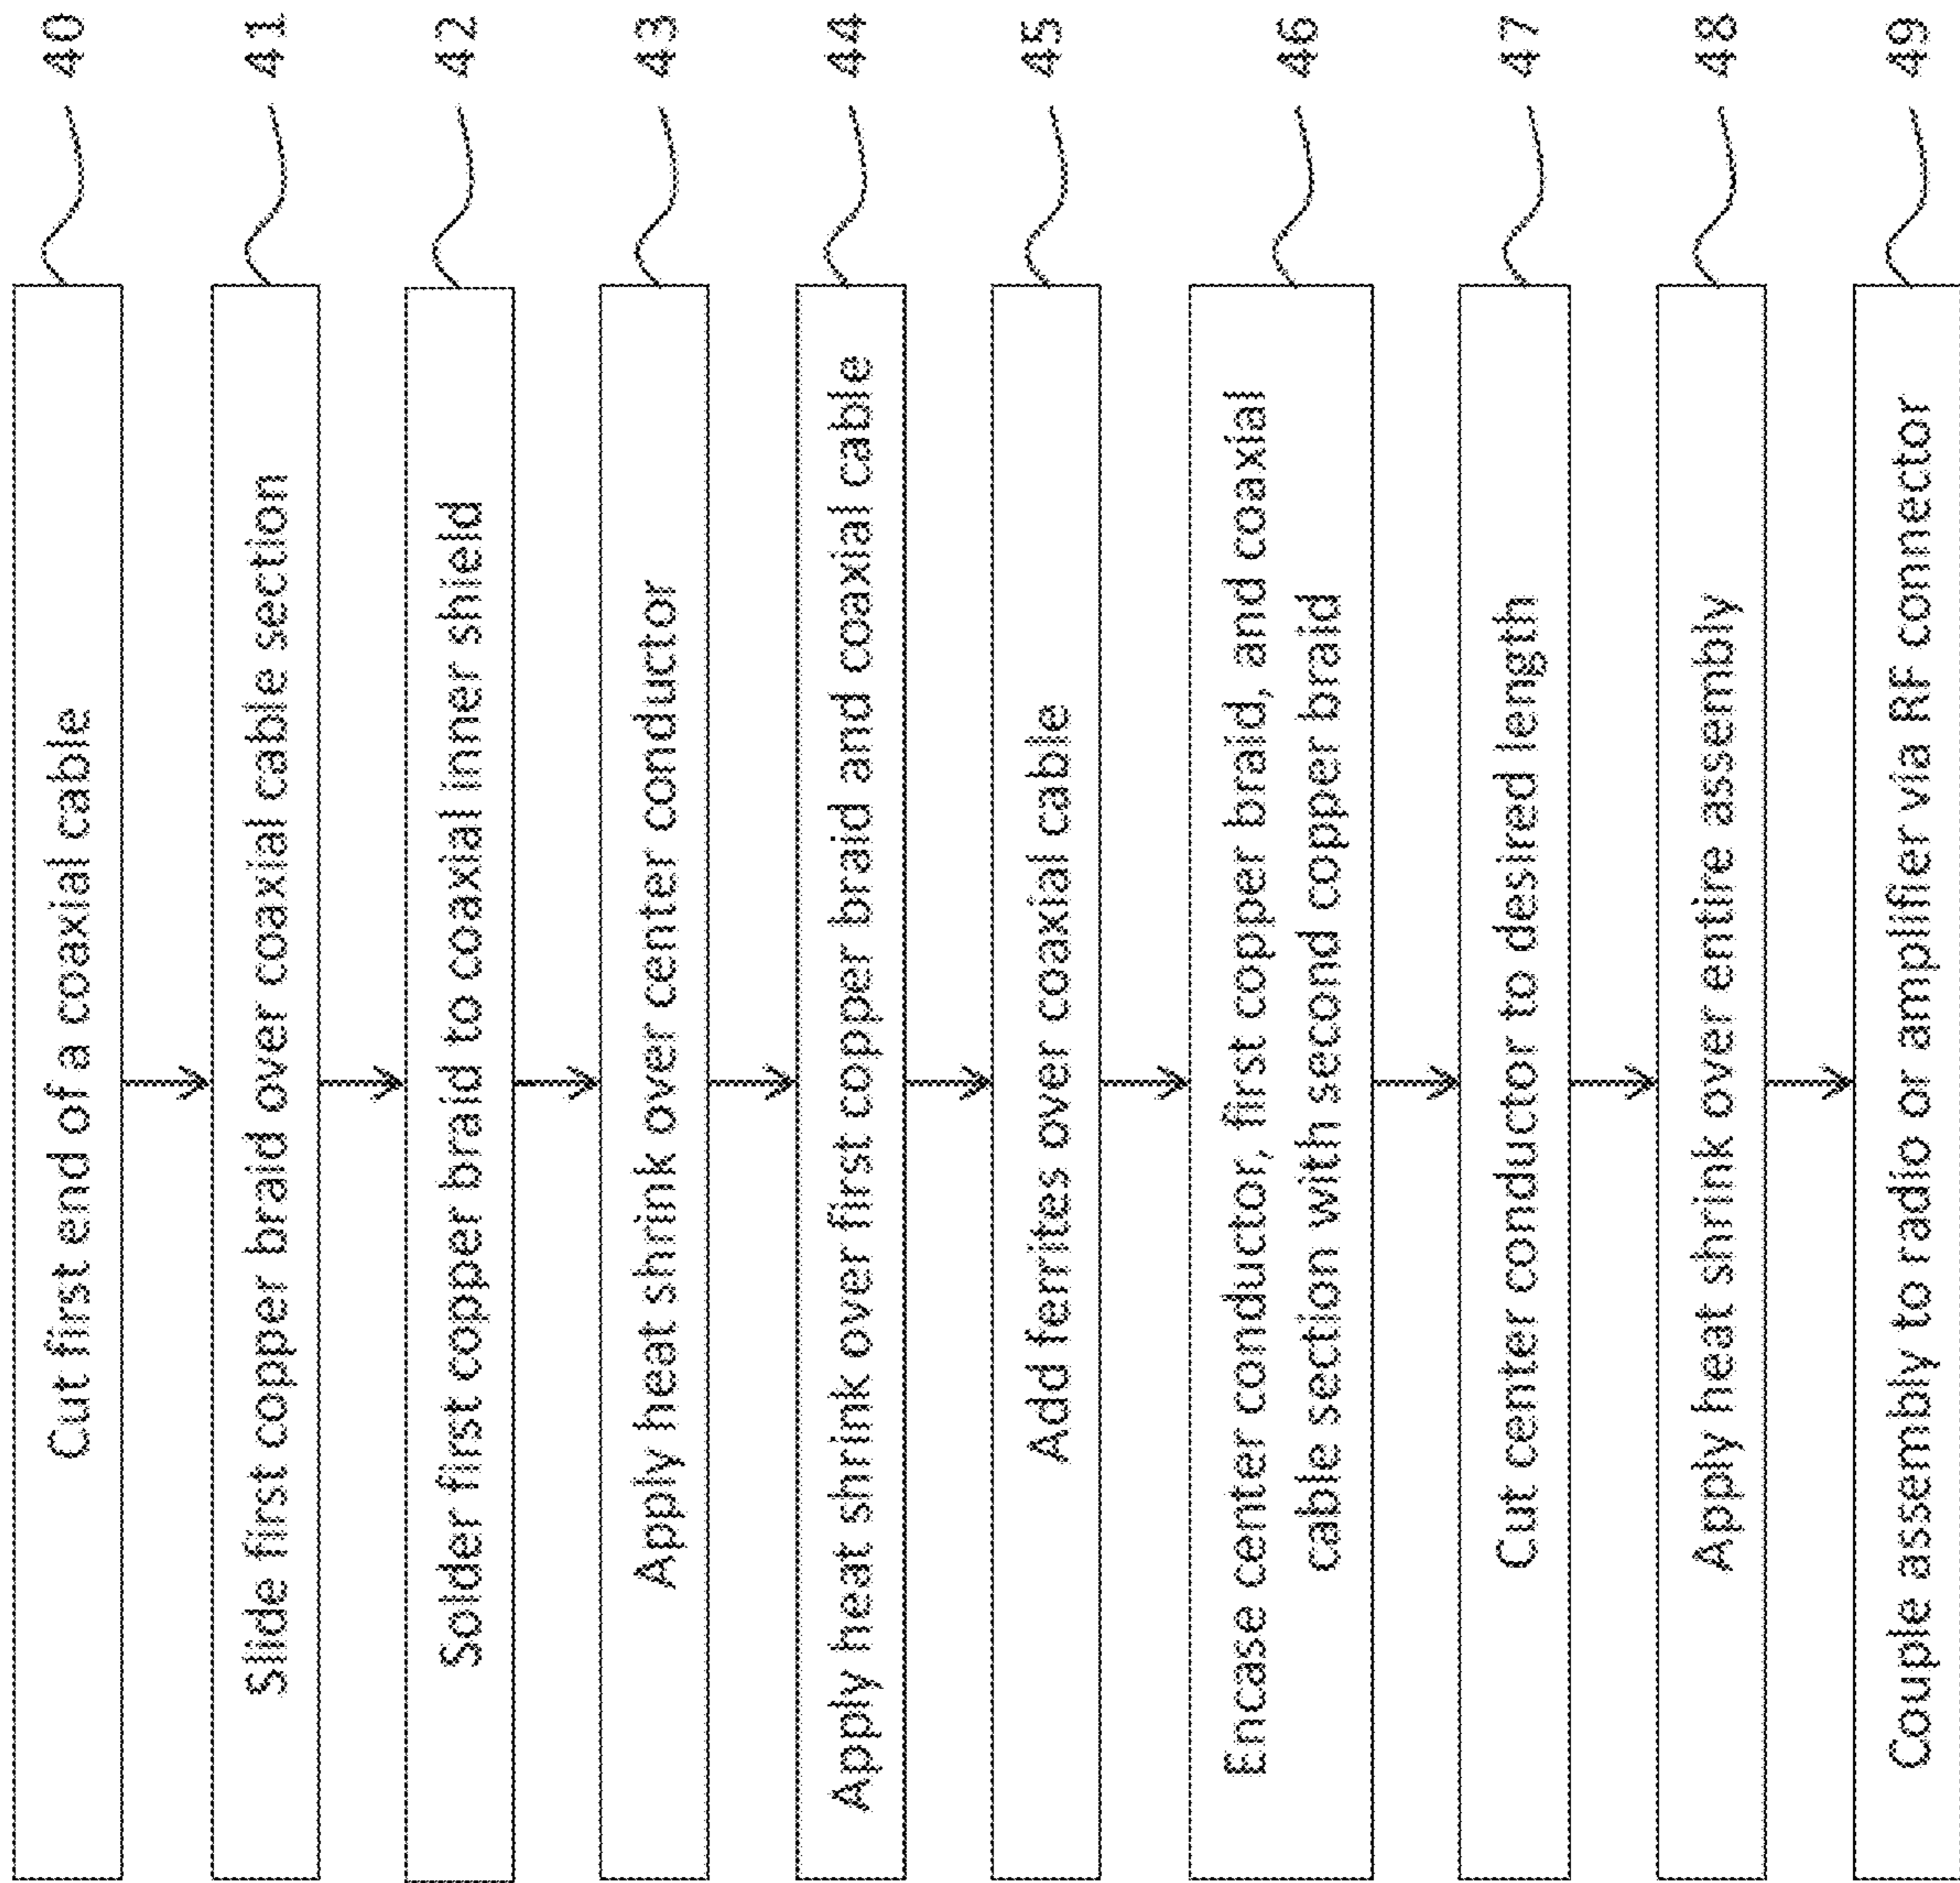 Cut first end of a coaxial cable
40
Slide first copper braid over coaxial cable section
41
Solder first copper braid to coaxial inner shield
42
Apply heat shrink over center conductor
43
Apply heat shrink over first copper braid and coaxial cable
44
Add ferrites over coaxial cable
45
Encase center conductor, first copper braid, and coaxial
cable section with second copper braid
46
Cut center conductor to desired length
47
Apply heat shrink over entire assembly
48
Couple assembly to radio or amplifier via RF connector
49